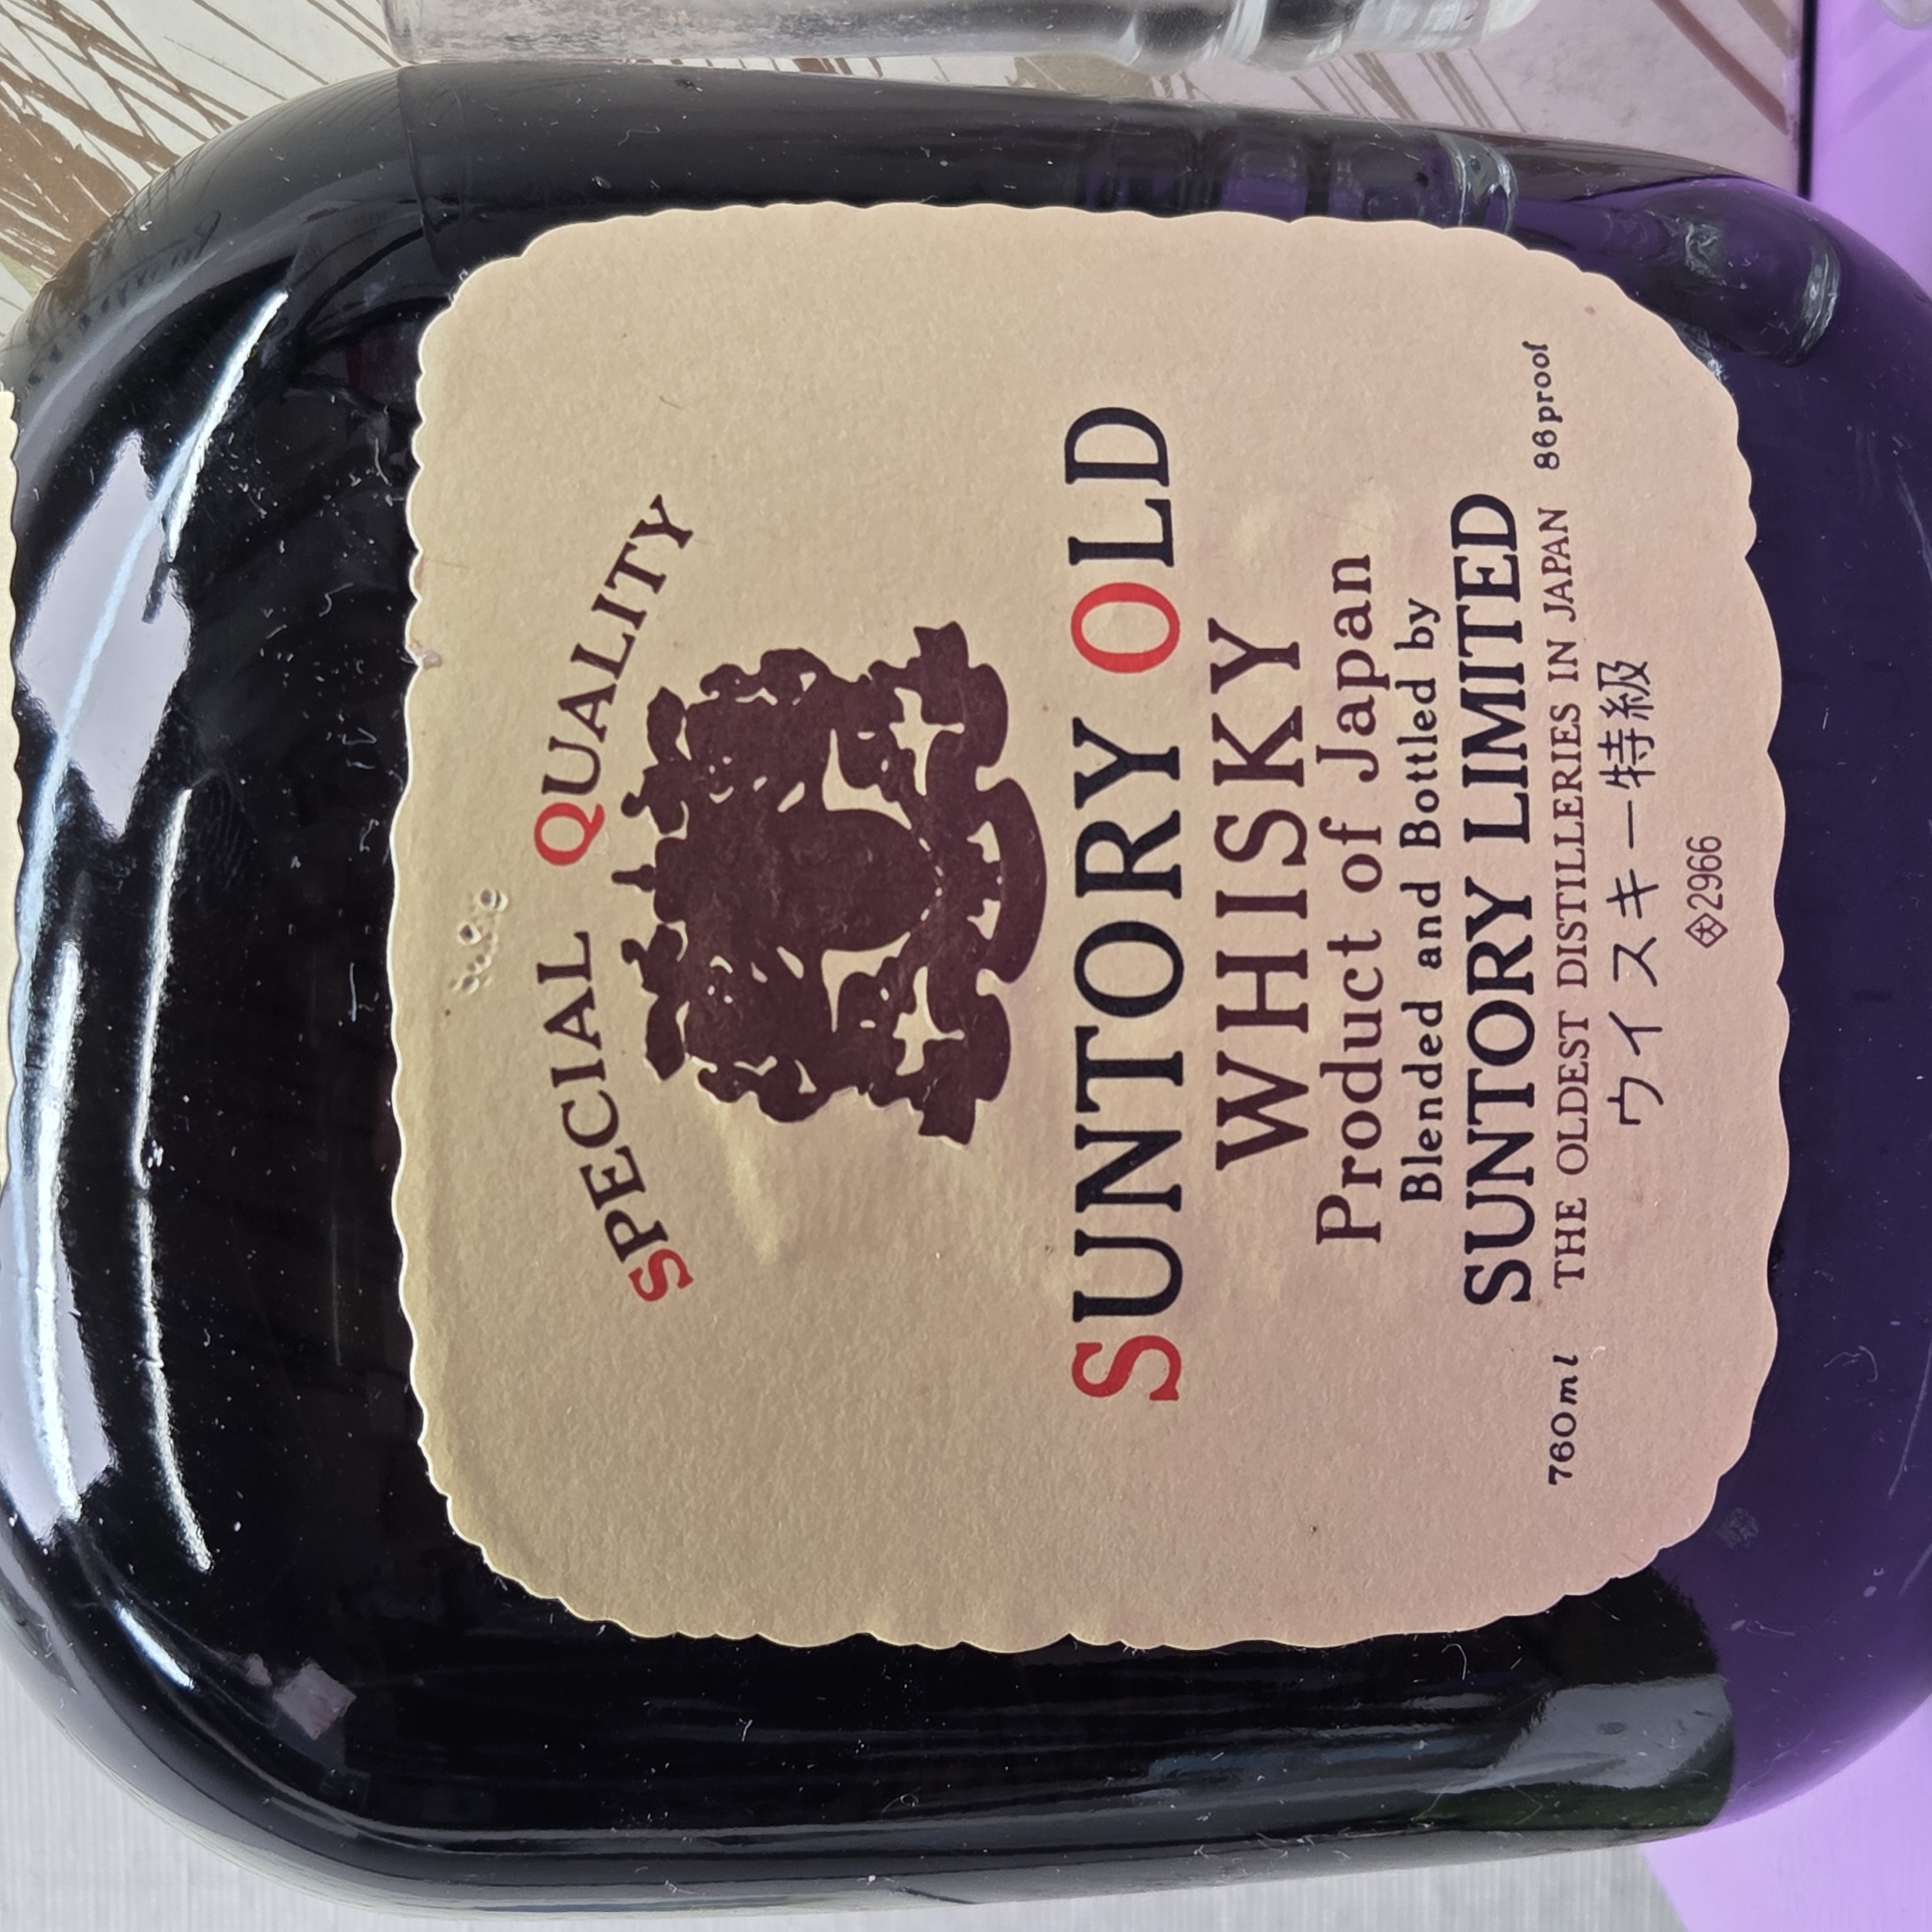 SPECIAL QUALITY
SUNTORY OLD
WHISKY
Product of Japan
Blended and Bottled by
SUNTORY LIMITED
760ml THE OLDEST DISTILLERIES IN JAPAN 86proof
ウイスキー特級
2966